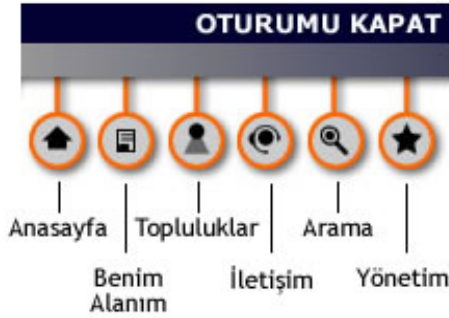 OTURUMU KAPAT
Anasayfa
Topluluklar
Arama
Benim
Alanım
İletişim
Yönetim